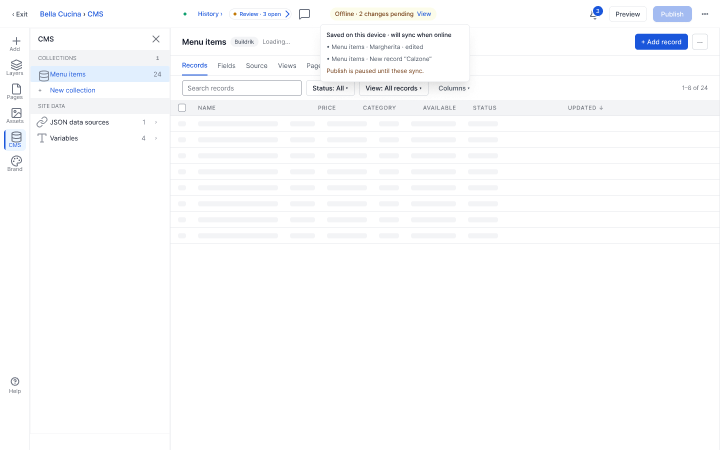 ‹ Exit
Bella Cucina › CMS
History ›
Review · 3 open
Offline · 2 changes pending View
3
Preview
Publish
Saved on this device · will sync when online
• Menu items · Margherita · edited
• Menu items · New record "Calzone"
Publish is paused until these sync.
Add
Layers
Pages
Assets
CMS
Brand
Help
CMS
COLLECTIONS 1
Menu items 24
+ New collection
SITE DATA
JSON data sources 1
Variables 4
Menu items
Buildrik
Loading...
+ Add record
Records
Fields
Source
Views
Search records
Status: All
View: All records
Columns
1–8 of 24
NAME PRICE CATEGORY AVAILABLE STATUS UPDATED ↓